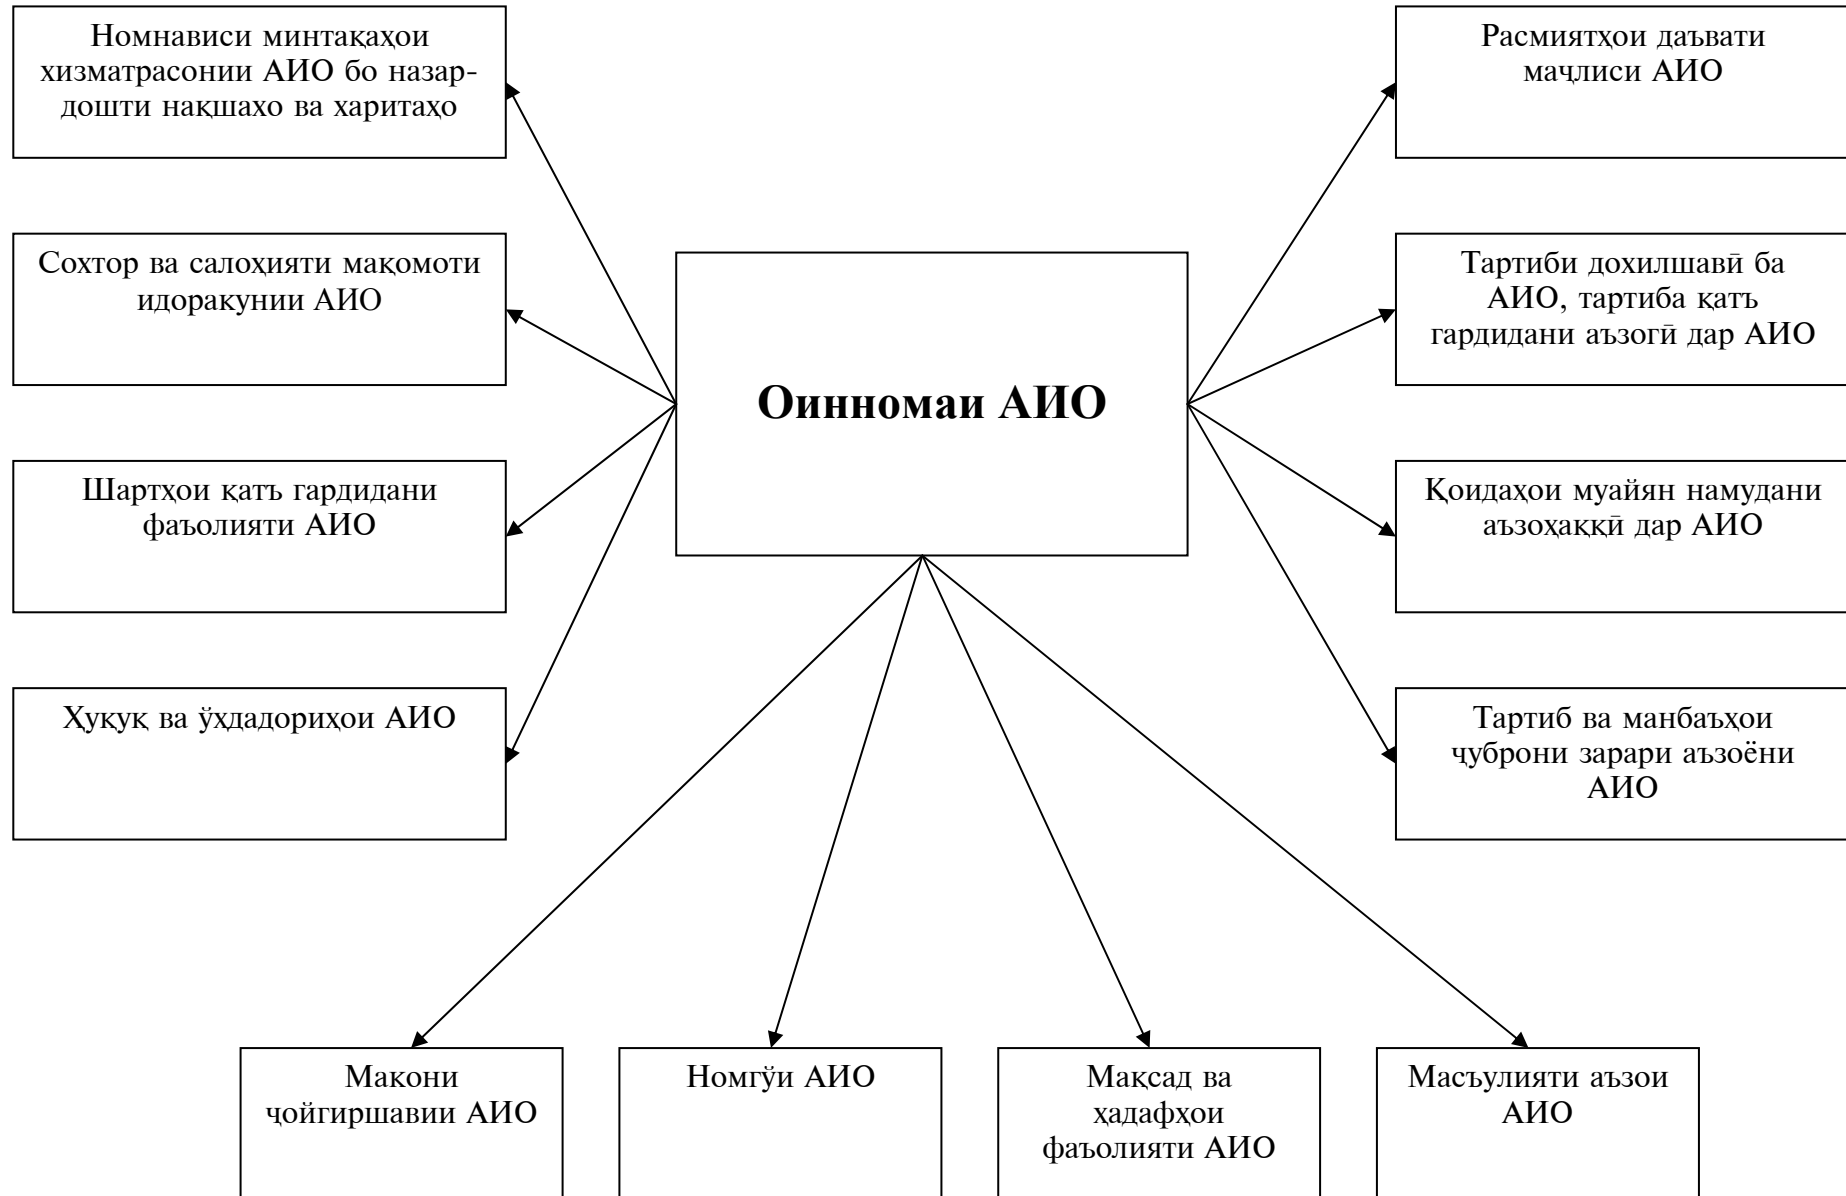 Номнависи минтақаҳои
хизматрасонии АИО бо назар-
дошти нақшахо ва харитаҳо
Сохтор ва салоҳияти мақомоти
идоракунии АИО
Шартҳои қатъ гардидани
фаъолияти АИО
Ҳуқуқ ва ӯҳдадориҳои АИО
Оинномаи АИО
Расмиятҳои даъвати
маҷлиси АИО
Тартиби дохилшавӣ ба
АИО, тартиба қатъ
гардидани аъзогӣ дар АИО
Қоидаҳои муайян намудани
аъзоҳаққӣ дар АИО
Тартиб ва манбаъҳои
ҷуброни зарари аъзоёни
АИО
Макони
ҷойгиршавии АИО
Номгӯи АИО
Мақсад ва
ҳадафҳои
фаъолияти АИО
Масъулияти аъзои
АИО